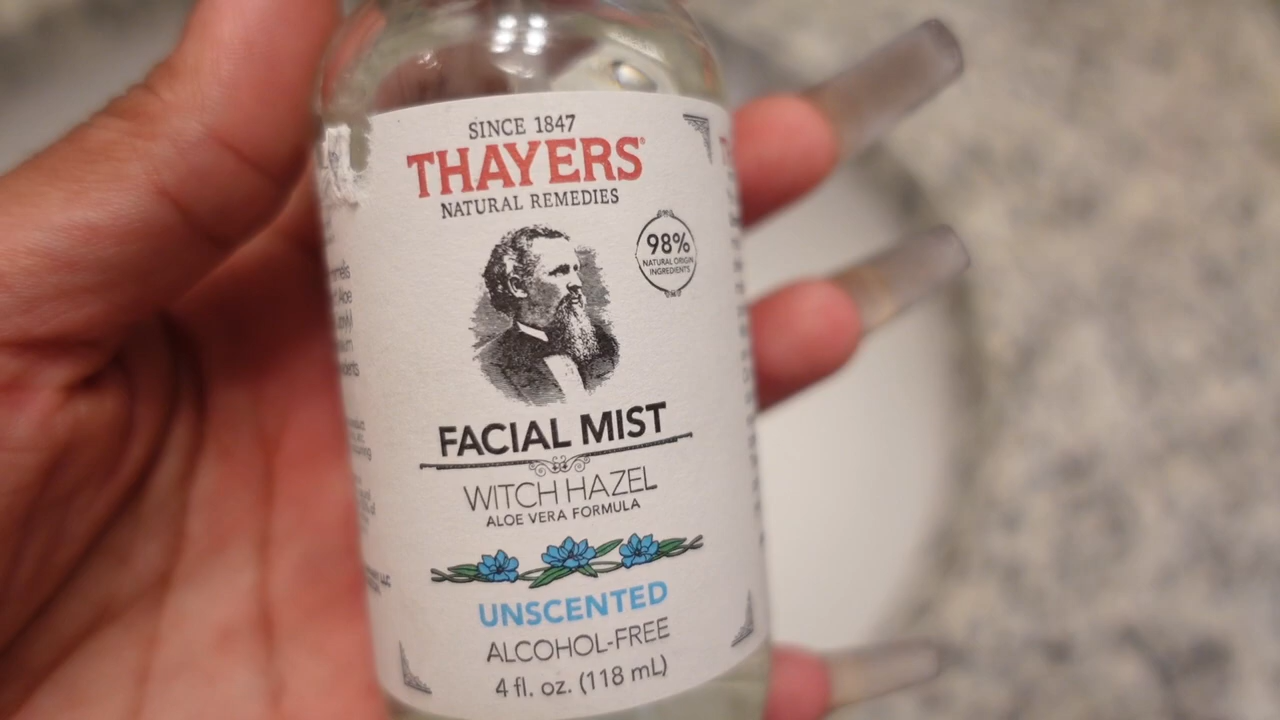 SINCE 1847
THAYERS®
NATURAL REMEDIES
98%
NATURAL ORIGIN
INGREDIENTS
FACIAL MIST
WITCH HAZEL
ALOE VERA FORMULA
UNSCENTED
ALCOHOL-FREE
4 fl. oz. (118 mL)